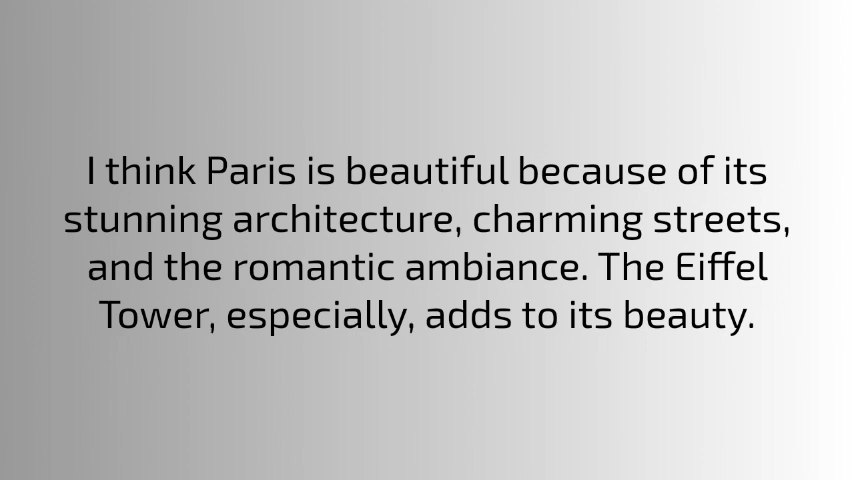 I think Paris is beautiful because of its
stunning architecture, charming streets,
and the romantic ambiance. The Eiffel
Tower, especially, adds to its beauty.